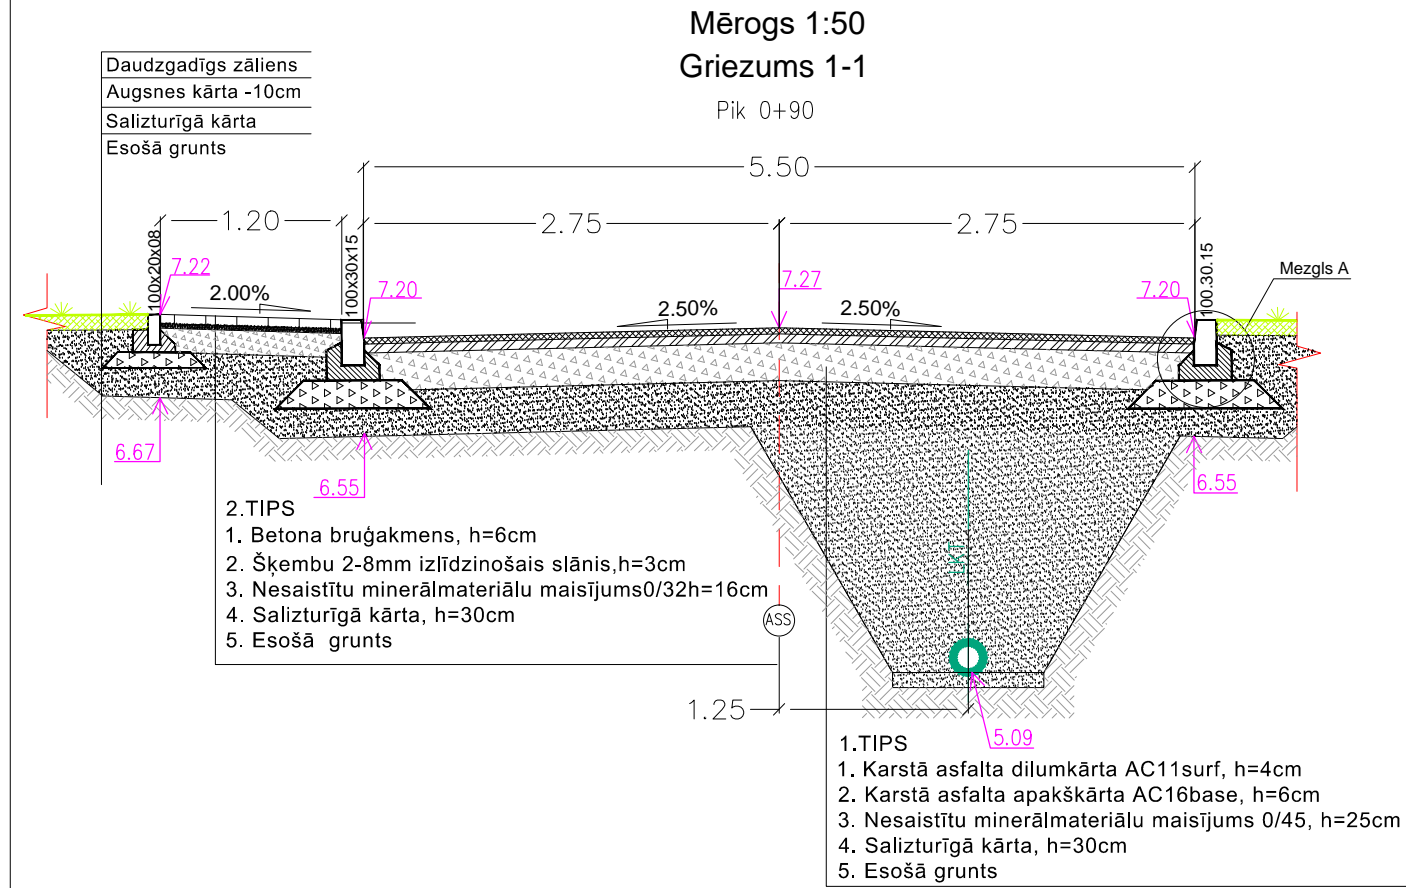 Mērogs 1:50
Griezums 1-1
Pik 0+90
Daudzgadīgs zāliens
Augsnes kārta -10cm
Salizturīgā kārta
Esošā grunts
5.50
1.20
2.75
2.75
100x20x08
7.22
2.00%
100x30x15
7.20
2.50%
7.27
2.50%
7.20
100.30.15
Mezgls A
6.67
6.55
6.55
2.TIPS
1. Betona bruģakmens, h=6cm
2. Šķembu 2-8mm izlīdzinošais slānis,h=3cm
3. Nesaistītu minerālmateriālu maisījums0/32h=16cm
4. Salizturīgā kārta, h=30cm
5. Esošā grunts
ASS
1.25
5.09
1.TIPS
1. Karstā asfalta dilumkārta AC11surf, h=4cm
2. Karstā asfalta apakškārta AC16base, h=6cm
3. Nesaistītu minerālmateriālu maisījums 0/45, h=25cm
4. Salizturīgā kārta, h=30cm
5. Esošā grunts